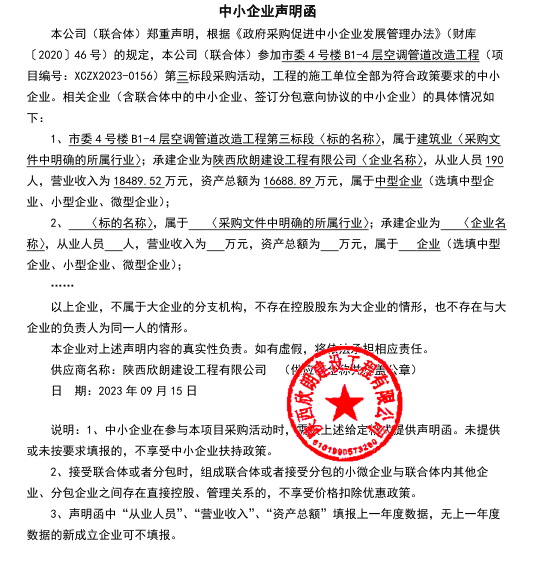 中小企业声明函
本公司（联合体）郑重声明，根据《政府采购促进中小企业发展管理办法》（财库
〔2020〕46 号）的规定，本公司（联合体）参加市委 4 号楼 B1-4 层空调管道改造工程（项
目编号：XCZX2023-0156）第三标段采购活动，工程的施工单位全部为符合政策要求的中小
企业。相关企业（含联合体中的中小企业、签订分包意向协议的中小企业）的具体情况如
下：
1、市委 4 号楼 B1-4 层空调管道改造工程第三标段〈标的名称〉，属于建筑业〈采购文
件中明确的所属行业〉；承建企业为陕西欣朗建设工程有限公司〈企业名称〉，从业人员 190
人，营业收入为 18489.52 万元，资产总额为 16688.89 万元，属于中型企业（选填中型企
业、小型企业、微型企业）；
2、   〈标的名称〉，属于   〈采购文件中明确的所属行业〉；承建企业为   〈企业名
称〉，从业人员___人，营业收入为___万元，资产总额为___万元，属于   企业（选填中型
企业、小型企业、微型企业）；
……
以上企业，不属于大企业的分支机构，不存在控股股东为大企业的情形，也不存在与大
企业的负责人为同一人的情形。
本企业对上述声明内容的真实性负责。如有虚假，将依法承担相应责任。
供应商名称：陕西欣朗建设工程有限公司 （供应商全称并盖公章）
日  期：2023 年 09 月 15 日
陕西欣朗建设工程有限公司
6101990573260
说明：1、中小企业在参与本项目采购活动时，需按上述给定格式提供声明函。未提供
或未按要求填报的，不享受中小企业扶持政策。
2、接受联合体或者分包时，组成联合体或者接受分包的小微企业与联合体内其他企
业、分包企业之间存在直接控股、管理关系的，不享受价格扣除优惠政策。
3、声明函中“从业人员”、“营业收入”、“资产总额”填报上一年度数据，无上一年度
数据的新成立企业可不填报。